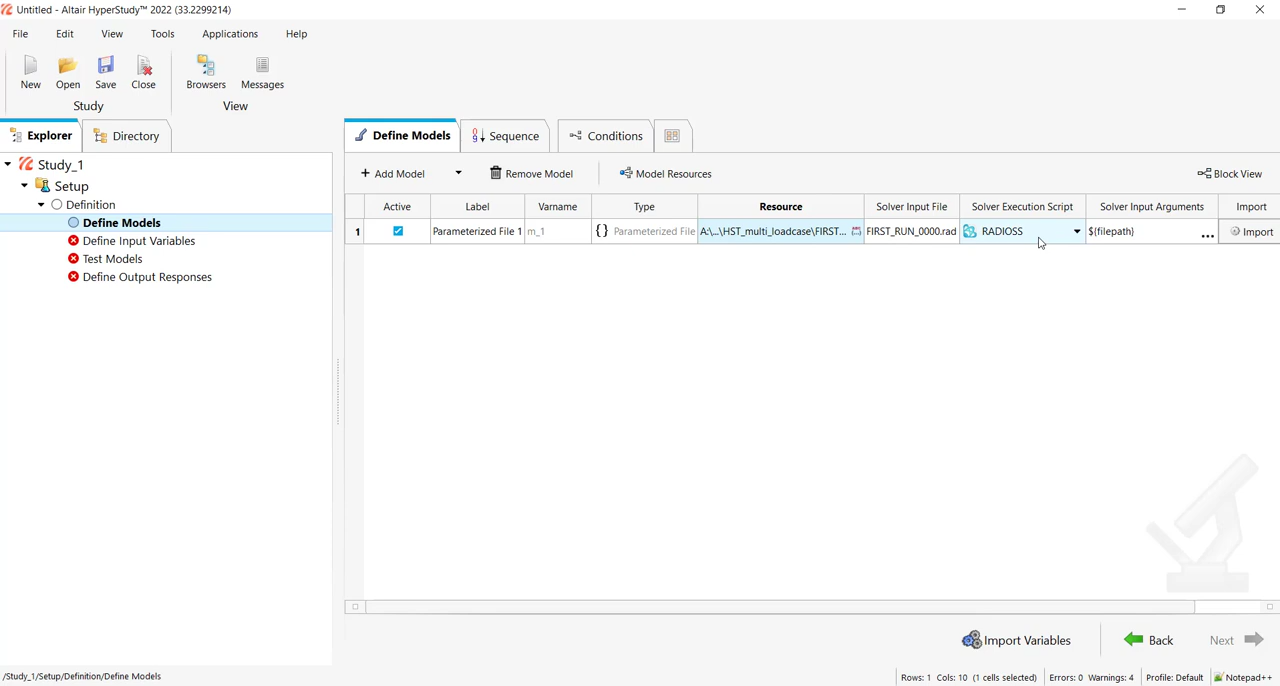 Untitled - Altair HyperStudy™ 2022 (33.2299214)
File Edit View Tools Applications Help
New Open Save Close Browsers Messages
Study View
Explorer Directory Define Models Sequence Conditions
Study_1
Add Model Remove Model Model Resources Block View
Setup
Definition
Active Label Varname Type Resource Solver Input File Solver Execution Script Solver Input Arguments Import
Define Models
1 Parameterized File 1 m_1 {} Parameterized File A:\...\HST_multi_loadcase\FIRST... FIRST_RUN_0000.rad RADIOSS ${filepath} ... Import
Define Input Variables
Test Models
Define Output Responses
Import Variables Back Next
/Study_1/Setup/Definition/Define Models Rows: 1 Cols: 10 (1 cells selected) Errors: 0 Warnings: 4 Profile: Default Notepad++